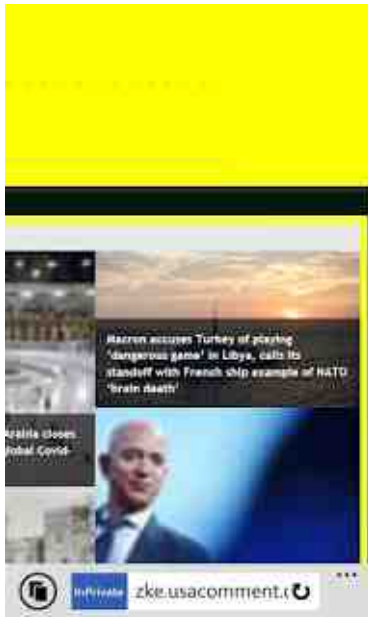 Macron accuses Turkey of playing
'dangerous game' in Libya, calls its
standoff with French ship example of NATO
'brain death'
Arabia closes
lobal Covid-
InPrivate
zke.usacomment.c